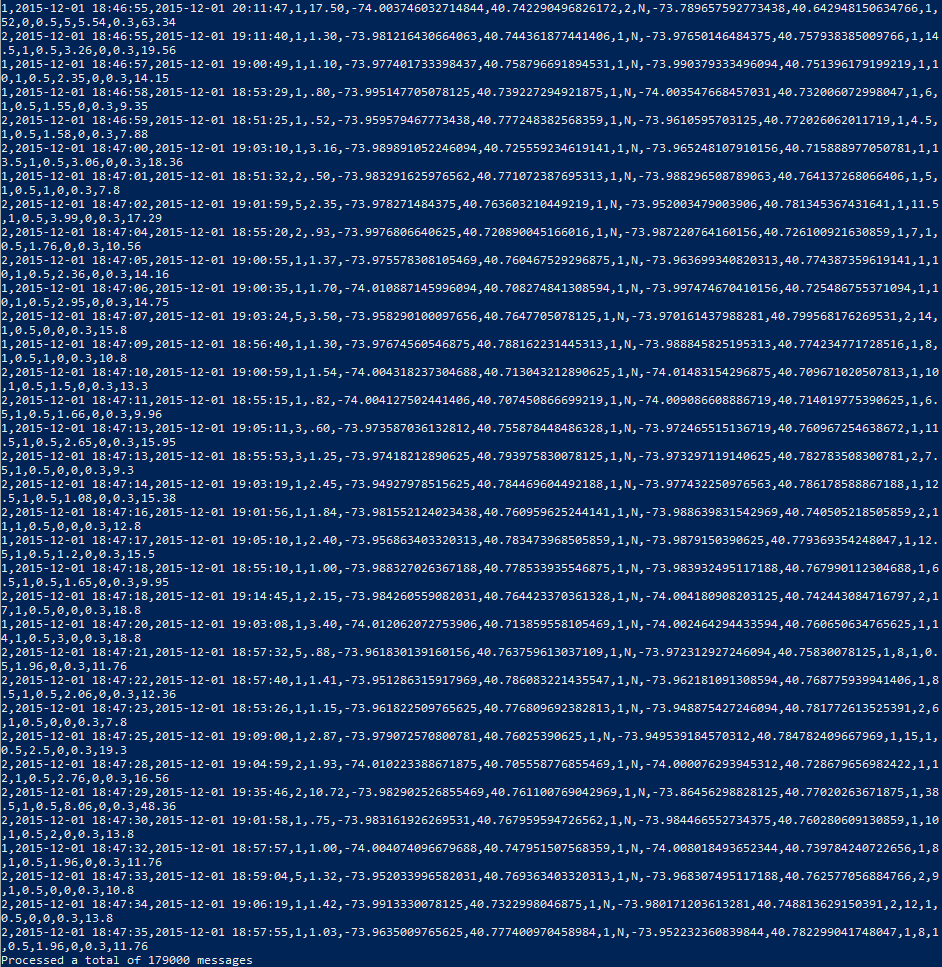 1,2015-12-01 18:46:55,2015-12-01 20:11:47,1,17.50,-74.003746032714844,40.742290496826172,2,N,-73.789657592773438,40.642948150634766,1,
52,0,0.5,5,5.54,0.3,63.34
2,2015-12-01 18:46:55,2015-12-01 19:11:40,1,1.30,-73.981216430664063,40.744361877441406,1,N,-73.97650146484375,40.757938385009766,1,14
.5,1,0.5,3.26,0,0.3,19.56
1,2015-12-01 18:46:57,2015-12-01 19:00:49,1,1.10,-73.977401733398437,40.758796691894531,1,N,-73.990379333496094,40.751396179199219,1,1
0,1,0.5,2.35,0,0.3,14.15
1,2015-12-01 18:46:58,2015-12-01 18:53:29,1,.80,-73.995147705078125,40.739227294921875,1,N,-74.003547668457031,40.732006072998047,1,6
,1,0.5,1.55,0,0.3,9.35
2,2015-12-01 18:46:59,2015-12-01 18:51:25,1,.52,-73.959579467773438,40.777248382568359,1,N,-73.9610595703125,40.772026062011719,1,4.5,
1,0.5,1.58,0,0.3,7.88
2,2015-12-01 18:47:00,2015-12-01 19:03:10,1,3.16,-73.989891052246094,40.725559234619141,1,N,-73.965248107910156,40.715888977050781,1,1
3.5,1,0.5,3.06,0,0.3,18.36
1,2015-12-01 18:47:01,2015-12-01 18:51:32,2,.50,-73.983291625976562,40.771072387695313,1,N,-73.988296508789063,40.764137268066406,1,5,
1,0.5,1,0,0.3,7.8
2,2015-12-01 18:47:02,2015-12-01 19:01:59,5,2.35,-73.978271484375,40.763603210449219,1,N,-73.952003479003906,40.781345367431641,1,11.5
,1,0.5,3.99,0,0.3,17.29
2,2015-12-01 18:47:04,2015-12-01 18:55:20,2,.93,-73.9976806640625,40.720890045166016,1,N,-73.987220764160156,40.726100921630859,1,7,1,
0.5,1.76,0,0.3,10.56
2,2015-12-01 18:47:05,2015-12-01 19:00:55,1,1.37,-73.975578308105469,40.760467529296875,1,N,-73.963699340820313,40.774387359619141,1,1
0,1,0.5,2.36,0,0.3,14.16
1,2015-12-01 18:47:06,2015-12-01 19:00:35,1,1.70,-74.010887145996094,40.708274841308594,1,N,-73.997474670410156,40.725486755371094,1,1
0,1,0.5,2.95,0,0.3,14.75
2,2015-12-01 18:47:07,2015-12-01 19:03:24,5,3.50,-73.958290100097656,40.7647705078125,1,N,-73.970161437988281,40.799568176269531,2,14,
1,0.5,0,0,0.3,15.8
1,2015-12-01 18:47:09,2015-12-01 18:56:40,1,1.30,-73.97674560546875,40.788162231445313,1,N,-73.988845825195313,40.774234771728516,1,8,
1,0.5,1,0,0.3,10.8
2,2015-12-01 18:47:10,2015-12-01 19:00:59,1,1.54,-74.004318237304688,40.713043212890625,1,N,-74.01483154296875,40.709671020507813,1,10
,1,0.5,1.5,0,0.3,13.3
2,2015-12-01 18:47:11,2015-12-01 18:55:15,1,.82,-74.004127502441406,40.707450866699219,1,N,-74.009086608886719,40.714019775390625,1,6.
5,1,0.5,1.66,0,0.3,9.96
2,2015-12-01 18:47:13,2015-12-01 19:05:11,3,.60,-73.973587036132812,40.755878448486328,1,N,-73.972465515136719,40.760967254638672,1,11
.5,1,0.5,2.65,0,0.3,15.95
2,2015-12-01 18:47:13,2015-12-01 18:55:53,3,1.25,-73.97418212890625,40.793975830078125,1,N,-73.973297119140625,40.782783508300781,2,7.
5,1,0.5,0,0,0.3,9.3
2,2015-12-01 18:47:14,2015-12-01 19:03:19,1,2.45,-73.94927978515625,40.784469604492188,1,N,-73.977432250976563,40.786178588867188,1,12
.5,1,0.5,1.08,0,0.3,15.38
2,2015-12-01 18:47:16,2015-12-01 19:01:56,1,1.84,-73.981552124023438,40.760959625244141,1,N,-73.988639831542969,40.740505218505859,2,1
1,1,0.5,0,0,0.3,12.8
1,2015-12-01 18:47:17,2015-12-01 19:05:10,1,2.40,-73.956863403320313,40.783473968505859,1,N,-73.9879150390625,40.779369354248047,1,12.
5,1,0.5,1.2,0,0.3,15.5
1,2015-12-01 18:47:18,2015-12-01 18:55:10,1,1.00,-73.988327026367188,40.778533935546875,1,N,-73.983932495117188,40.767990112304688,1,6
.5,1,0.5,1.65,0,0.3,9.95
2,2015-12-01 18:47:18,2015-12-01 19:14:45,1,2.15,-73.984260559082031,40.764423370361328,1,N,-74.004180908203125,40.742443084716797,2,1
7,1,0.5,0,0,0.3,18.8
1,2015-12-01 18:47:20,2015-12-01 19:03:08,1,3.40,-74.012062072753906,40.713859558105469,1,N,-74.002464294433594,40.760650634765625,1,1
4,1,0.5,3,0,0.3,18.8
2,2015-12-01 18:47:21,2015-12-01 18:57:32,5,.88,-73.961830139160156,40.763759613037109,1,N,-73.972312927246094,40.75830078125,1,8,1,0.
5,1.96,0,0.3,11.76
2,2015-12-01 18:47:22,2015-12-01 18:57:40,1,1.41,-73.951286315917969,40.786083221435547,1,N,-73.962181091308594,40.768775939941406,1,8
.5,1,0.5,2.06,0,0.3,12.36
2,2015-12-01 18:47:23,2015-12-01 18:53:26,1,1.15,-73.961822509765625,40.776809692382813,1,N,-73.948875427246094,40.781772613525391,2,6
,1,0.5,0,0,0.3,7.8
2,2015-12-01 18:47:25,2015-12-01 19:09:00,1,2.87,-73.979072570800781,40.76025390625,1,N,-73.949539184570312,40.784782409667969,1,15,1,
0.5,2.5,0,0.3,19.3
2,2015-12-01 18:47:28,2015-12-01 19:04:59,2,1.93,-74.010223388671875,40.705558776855469,1,N,-74.000076293945312,40.728679656982422,1,1
2,1,0.5,2.76,0,0.3,16.56
2,2015-12-01 18:47:29,2015-12-01 19:35:46,2,10.72,-73.982902526855469,40.761100769042969,1,N,-73.86456298828125,40.77020263671875,1,38
.5,1,0.5,8.06,0,0.3,48.36
2,2015-12-01 18:47:30,2015-12-01 19:01:58,1,.75,-73.983161926269531,40.767959594726562,1,N,-73.984466552734375,40.760280609130859,1,10
,1,0.5,2,0,0.3,13.8
1,2015-12-01 18:47:32,2015-12-01 18:57:57,1,1.00,-74.004074096679688,40.747951507568359,1,N,-74.008018493652344,40.739784240722656,1,8
,1,0.5,1.96,0,0.3,11.76
2,2015-12-01 18:47:33,2015-12-01 18:59:04,5,1.32,-73.952033996582031,40.769363403320313,1,N,-73.968307495117188,40.762577056884766,2,9
,1,0.5,0,0,0.3,10.8
2,2015-12-01 18:47:34,2015-12-01 19:06:19,1,1.42,-73.9913330078125,40.7322998046875,1,N,-73.980171203613281,40.748813629150391,2,12,1,
0.5,0,0,0.3,13.8
2,2015-12-01 18:47:35,2015-12-01 18:57:55,1,1.03,-73.9635009765625,40.777400970458984,1,N,-73.952232360839844,40.782299041748047,1,8,1
,0.5,1.96,0,0.3,11.76
Processed a total of 179000 messages